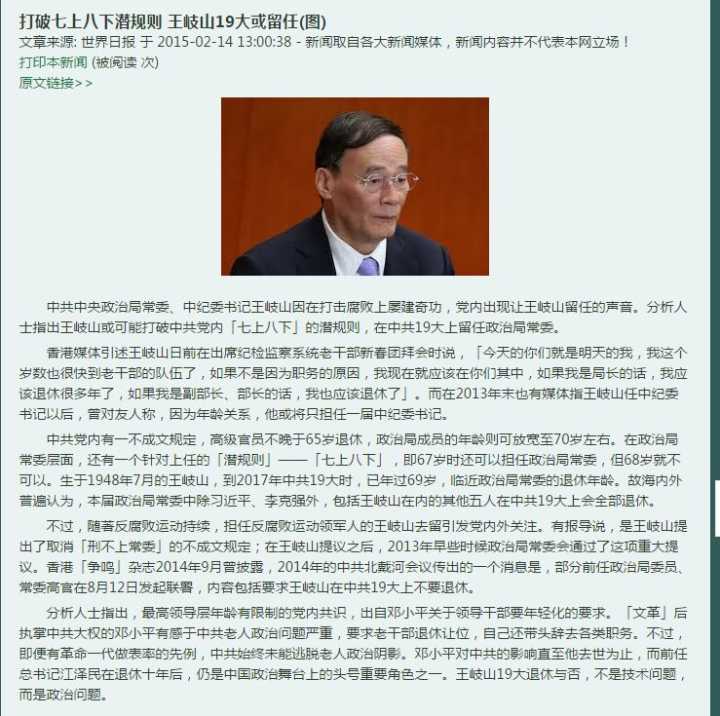 打破七上八下潜规则 王岐山19大或留任(图)
文章来源: 世界日报 于 2015-02-14 13:00:38 - 新闻取自各大新闻媒体，新闻内容并不代表本网立场！
打印本新闻 (被阅读 次)
原文链接>>
中共中央政治局常委、中纪委书记王岐山因在打击腐败上屡建奇功，党内出现让王岐山留任的声音。分析人
士指出王岐山或可能打破中共党内「七上八下」的潜规则，在中共19大上留任政治局常委。
香港媒体引述王岐山日前在出席纪检监察系统老干部新春团拜会时说，「今天的你们就是明天的我，我这个
岁数也很快到老干部的队伍了，如果不是因为职务的原因，我现在就应该在你们其中，如果我是局长的话，我应
该退休很多年了，如果我是副部长、部长的话，我也应该退休了」。而在2013年末也有媒体指王岐山任中纪委
书记以后，曾对友人称，因为年龄关系，他或将只担任一届中纪委书记。
中共党内有一不成文规定，高级官员不晚于65岁退休，政治局成员的年龄则可放宽至70岁左右。在政治局
常委层面，还有一个针对上任的「潜规则」——「七上八下」，即67岁时还可以担任政治局常委，但68岁就不
可以。生于1948年7月的王岐山，到2017年中共19大时，已年过69岁，临近政治局常委的退休年龄。故海内外
普遍认为，本届政治局常委中除习近平、李克强外，包括王岐山在内的其他五人在中共19大上会全部退休。
不过，随著反腐败运动持续，担任反腐败运动领军人的王岐山去留引发党内外关注。有报导说，是王岐山提
出了取消「刑不上常委」的不成文规定；在王岐山提议之后，2013年早些时候政治局常委会通过了这项重大提
议。香港「争鸣」杂志2014年9月曾披露，2014年的中共北戴河会议传出的一个消息是，部分前任政治局委员、
常委高官在8月12日发起联署，内容包括要求王岐山在中共19大上不要退休。
分析人士指出，最高领导层年龄有限制的党内共识，出自邓小平关于领导干部要年轻化的要求。「文革」后
执掌中共大权的邓小平有感于中共老人政治问题严重，要求老干部退休让位，自己还带头辞去各类职务。不过，
即便有革命一代做表率的先例，中共始终未能逃脱老人政治阴影。邓小平对中共的影响直至他去世为止，而前任
总书记江泽民在退休十年后，仍是中国政治舞台上的头号重要角色之一。王岐山19大退休与否，不是技术问题，
而是政治问题。